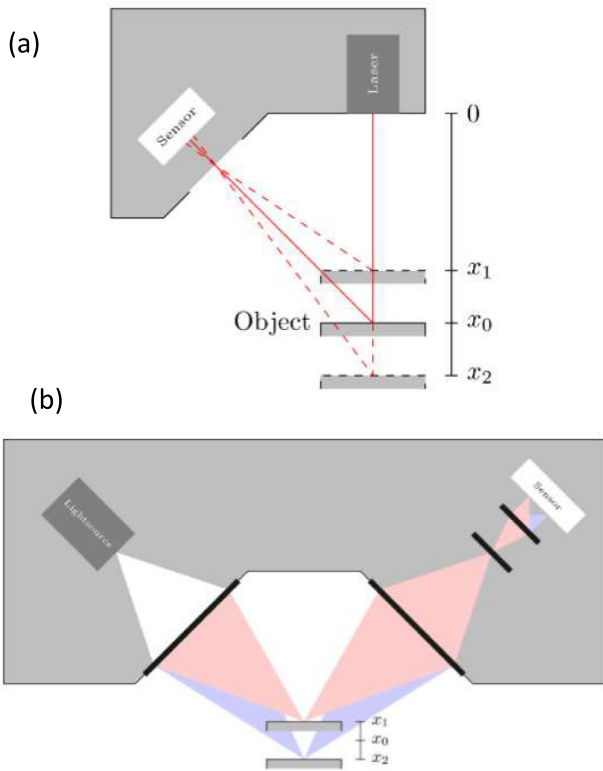 (a)
Laser
Sensor
0
x₁
Object x₀
x₂
(b)
Lightsource
Sensor
x₁
x₀
x₂